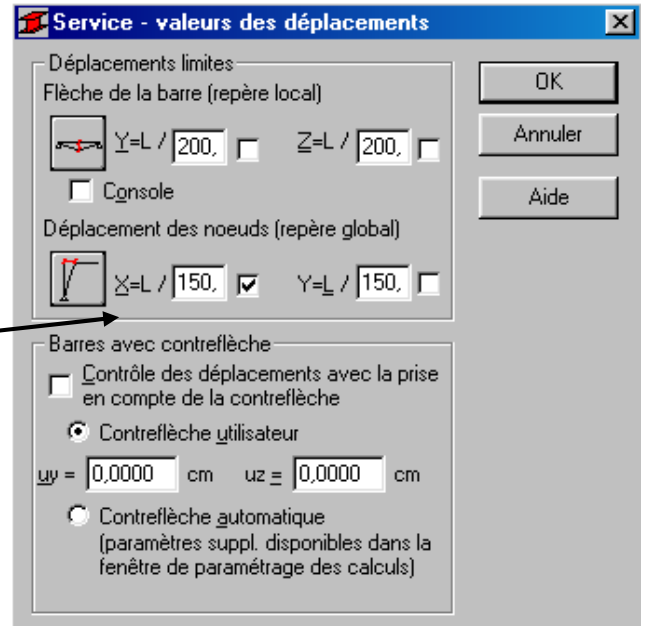 Service - valeurs des déplacements
Déplacements limites
Flèche de la barre (repère local)
Y=L / 200, Z=L / 200,
Console
Déplacement des noeuds (repère global)
X=L / 150, Y=L / 150,
OK
Annuler
Aide
Barres avec contreflèche
Contrôle des déplacements avec la prise
en compte de la contreflèche
Contreflèche utilisateur
uy = 0,0000 cm uz = 0,0000 cm
Contreflèche automatique
(paramètres suppl. disponibles dans la
fenêtre de paramétrage des calculs)